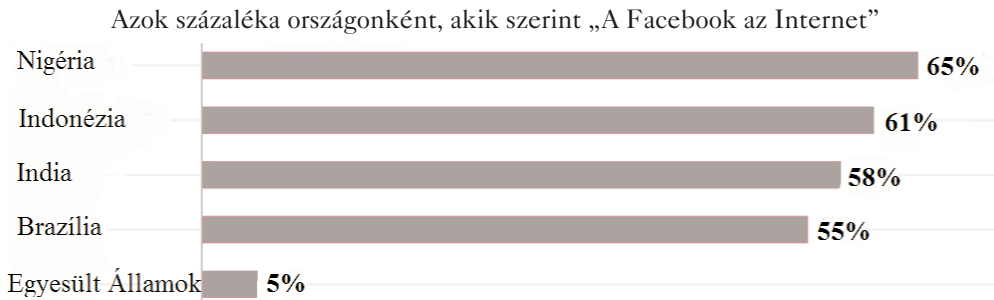 Azok százaléka országonként, akik szerint „A Facebook az Internet”
Nigéria 65%
Indonézia 61%
India 58%
Brazília 55%
Egyesült Államok 5%